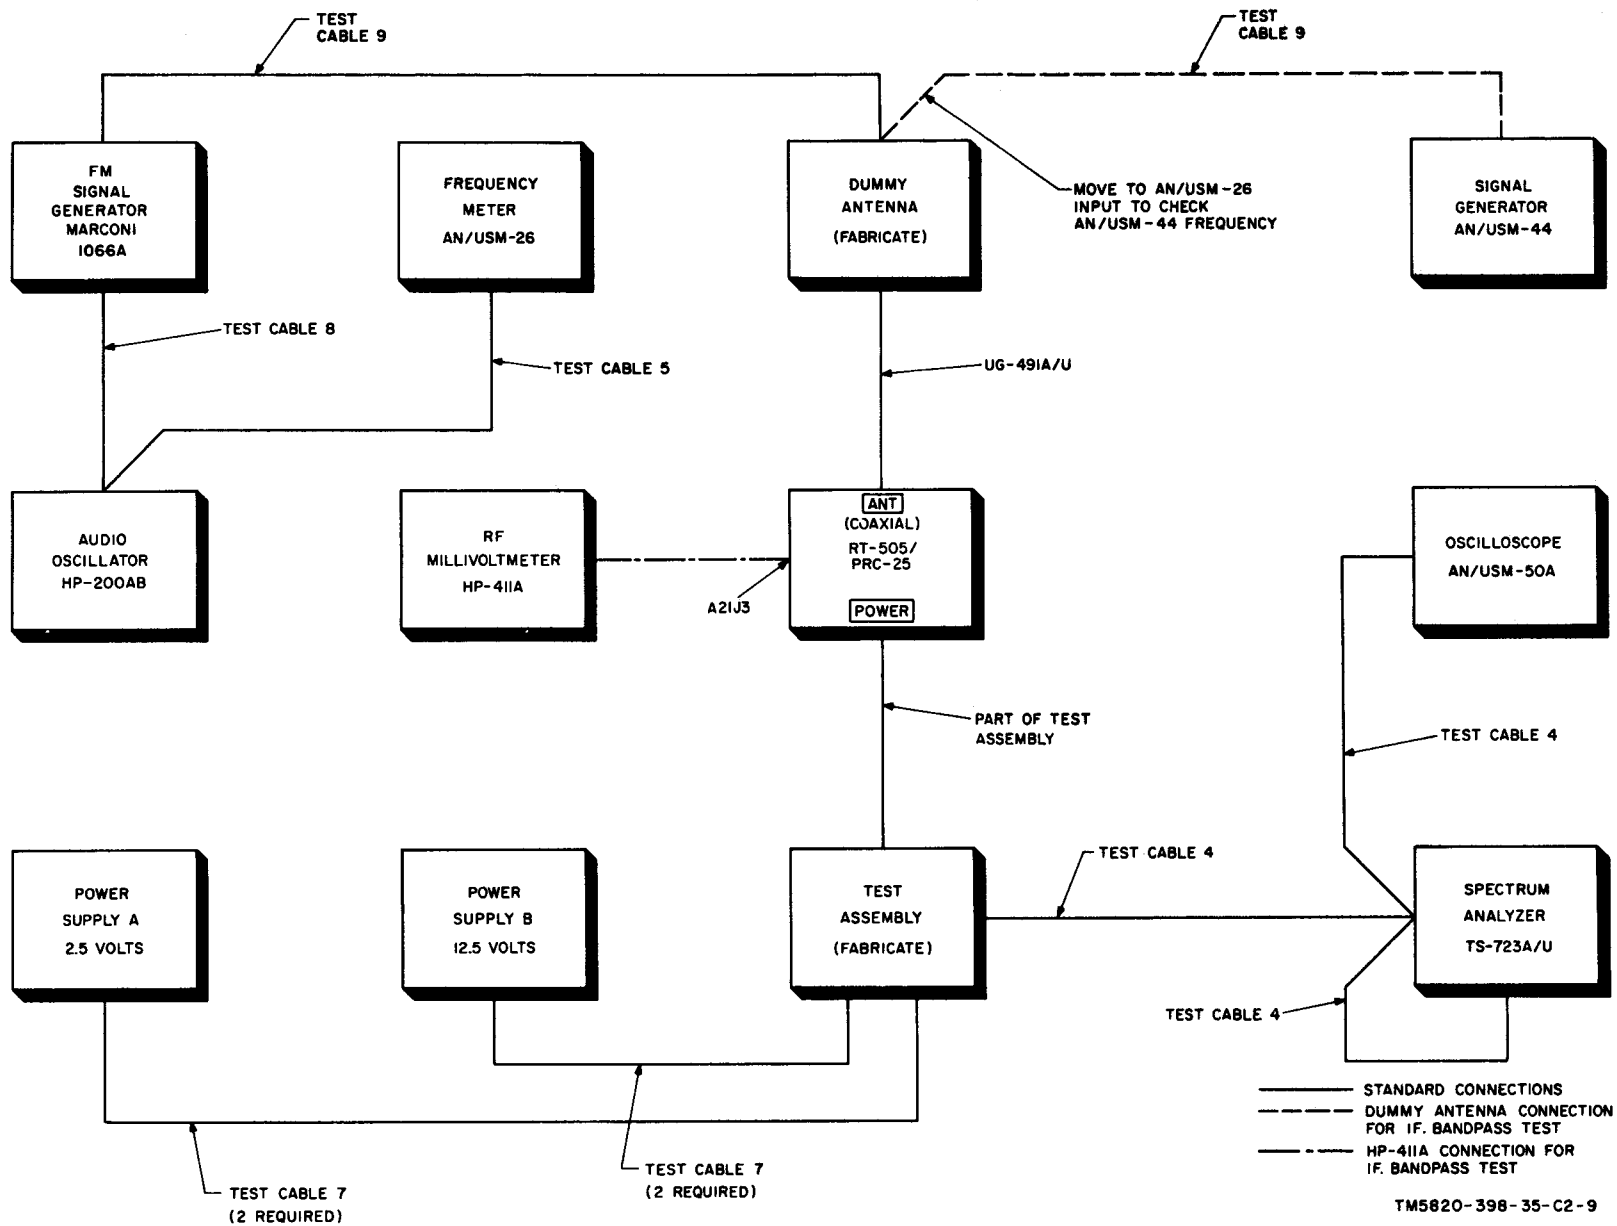 TEST
CABLE 9
TEST
CABLE 9
FM
SIGNAL
GENERATOR
MARCONI
1066A
FREQUENCY
METER
AN/USM-26
DUMMY
ANTENNA
(FABRICATE)
MOVE TO AN/USM-26
INPUT TO CHECK
AN/USM-44 FREQUENCY
SIGNAL
GENERATOR
AN/USM-44
TEST CABLE 8
TEST CABLE 5
UG-491A/U
AUDIO
OSCILLATOR
HP-200AB
RF
MILLIVOLTMETER
HP-411A
A21J3
ANT
(COAXIAL)
RT-505/
PRC-25
POWER
OSCILLOSCOPE
AN/USM-50A
PART OF TEST
ASSEMBLY
TEST CABLE 4
TEST CABLE 4
POWER
SUPPLY A
2.5 VOLTS
POWER
SUPPLY B
12.5 VOLTS
TEST
ASSEMBLY
(FABRICATE)
SPECTRUM
ANALYZER
TS-723A/U
TEST CABLE 4
STANDARD CONNECTIONS
DUMMY ANTENNA CONNECTION
FOR IF. BANDPASS TEST
HP-411A CONNECTION FOR
IF. BANDPASS TEST
TEST CABLE 7
(2 REQUIRED)
TEST CABLE 7
(2 REQUIRED)
TM5820-398-35-C2-9